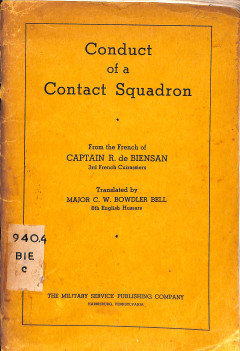 Conduct
of a
Contact Squadron
From the French of
CAPTAIN R. de BIENSAN
3rd French Cuirassiers
Translated by
MAJOR C. W. BOWDLER BELL
8th English Hussars
940.4
BIE
C
THE MILITARY SERVICE PUBLISHING COMPANY
HARRISBURG, PENNSYLVANIA